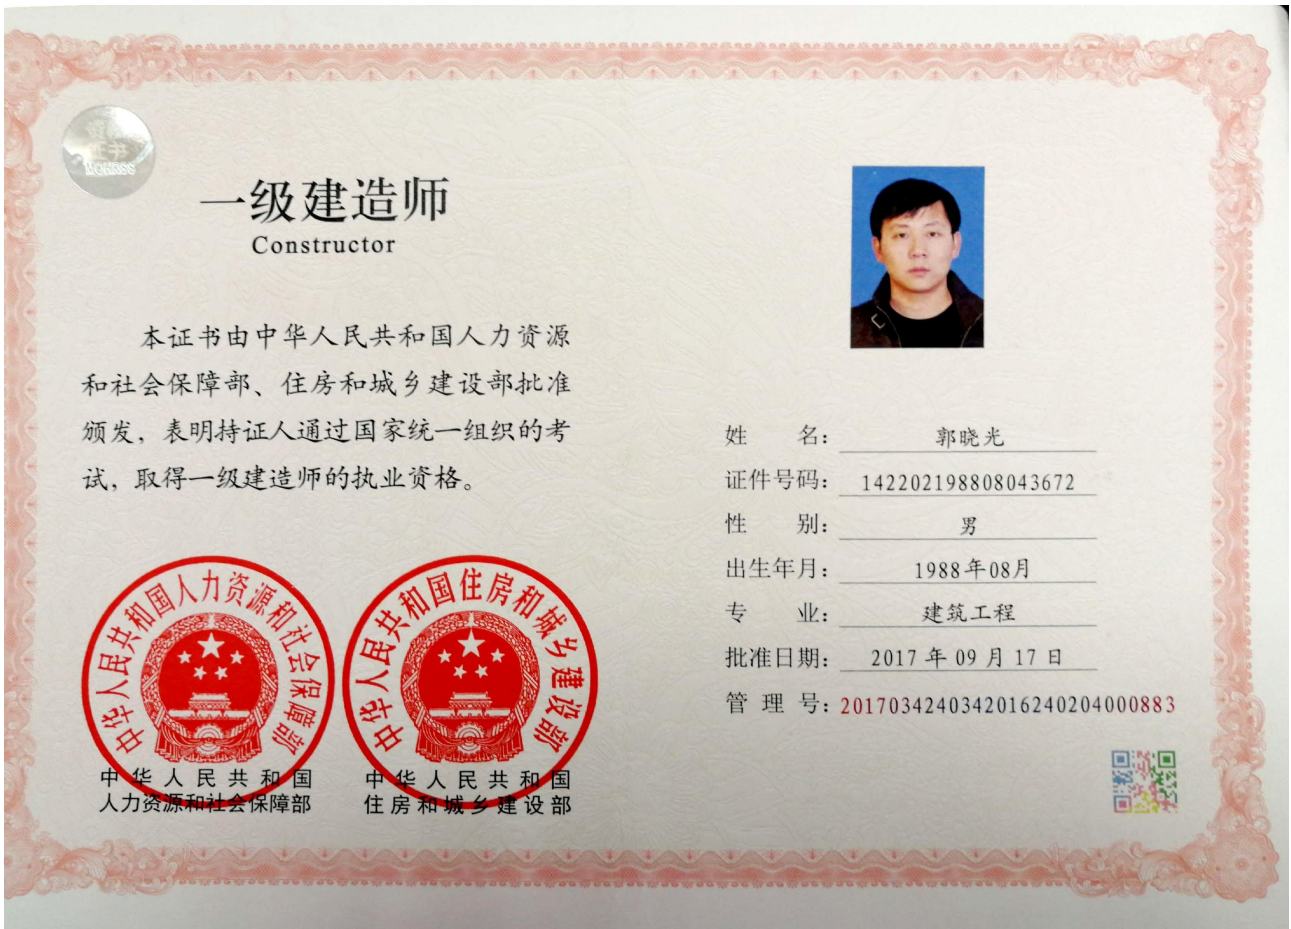 资格
证书
MOHRSS
一级建造师
Constructor
本证书由中华人民共和国人力资源
和社会保障部、住房和城乡建设部批准
颁发，表明持证人通过国家统一组织的考
试，取得一级建造师的执业资格。
中华人民共和国人力资源和社会保障部
中华人民共和国
人力资源和社会保障部
中华人民共和国住房和城乡建设部
中华人民共和国
住房和城乡建设部
姓 名：郭晓光
证件号码：142202198808043672
性 别：男
出生年月：1988年08月
专 业：建筑工程
批准日期：2017 年 09 月 17 日
管 理 号：2017034240342016240204000883